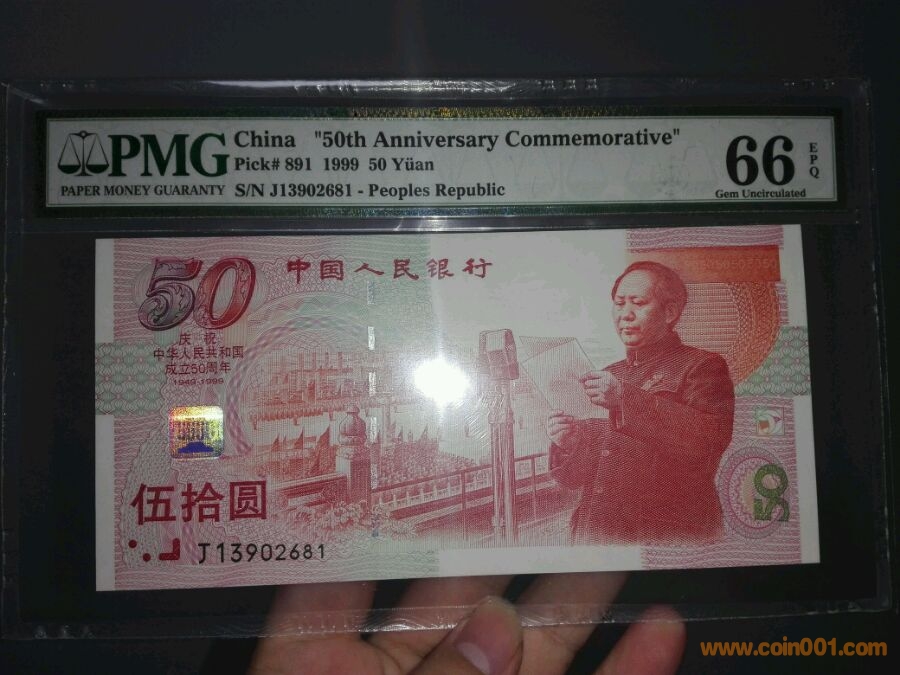 PMG
PAPER MONEY GUARANTY
China "50th Anniversary Commemorative"
Pick# 891 1999 50 Yüan
S/N J13902681 - Peoples Republic
66
EPQ
Gem Uncirculated
50
中国人民银行
庆祝
中华人民共和国
成立50周年
1949-1999
伍拾圆
J13902681
50
www.coin001.com